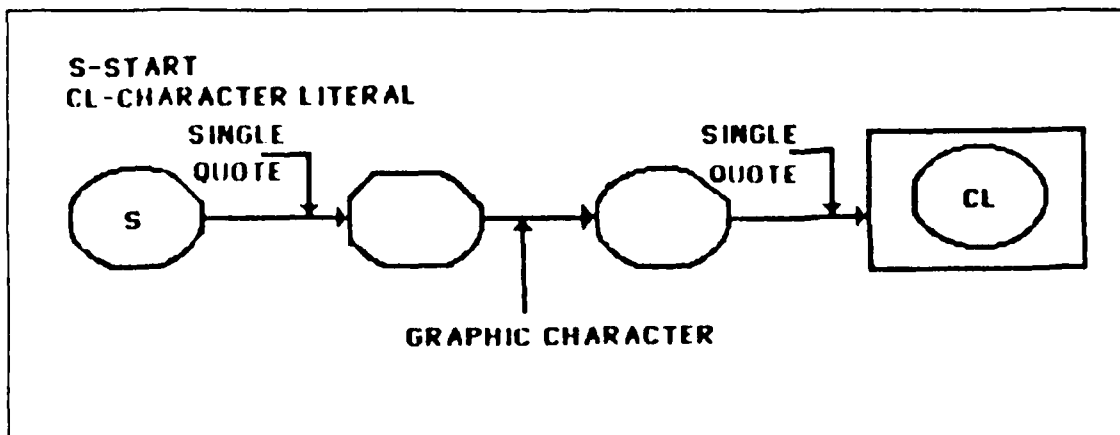 S-START
CL-CHARACTER LITERAL
SINGLE
QUOTE
SINGLE
QUOTE
S
CL
GRAPHIC CHARACTER